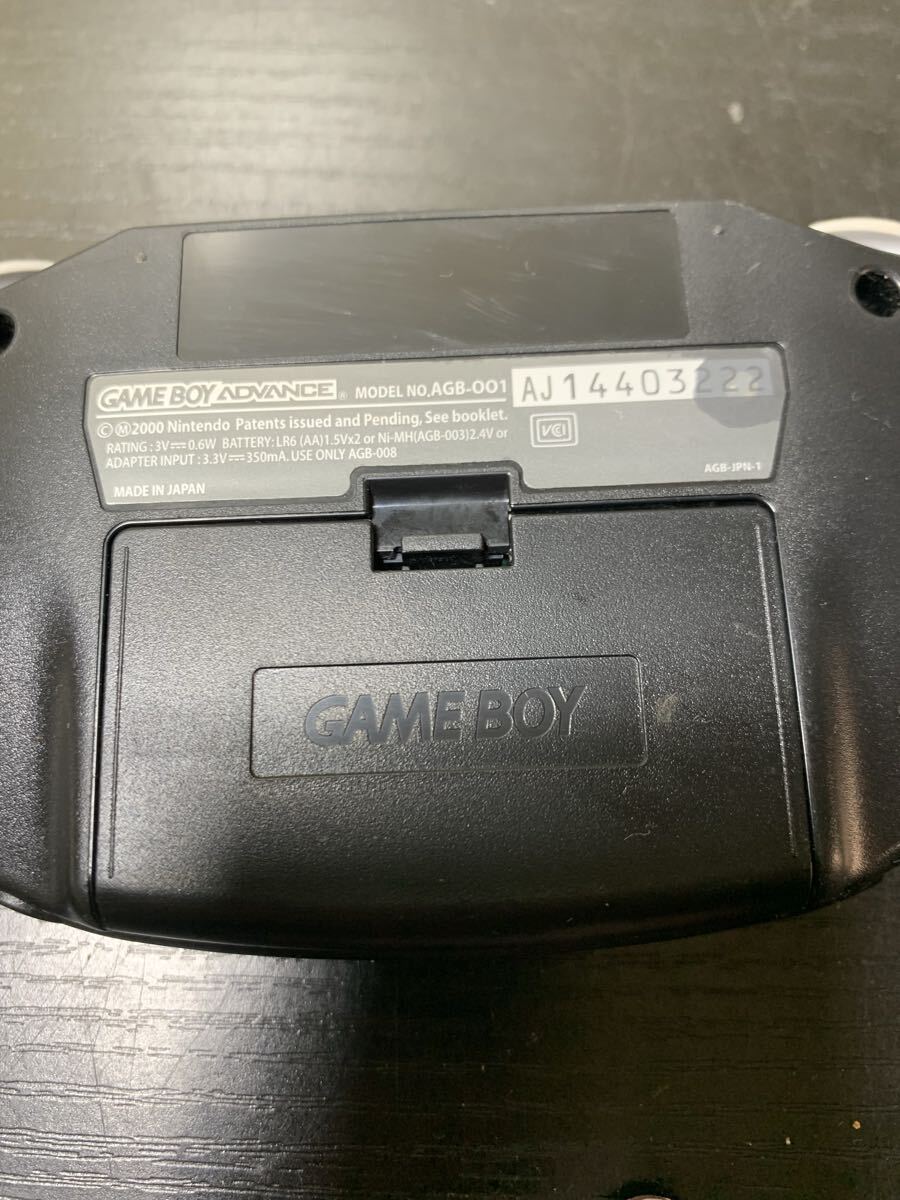 GAME BOY ADVANCE® MODEL NO.AGB-001 AJ14403222
©Ⓜ2000 Nintendo Patents issued and Pending, See booklet.
RATING : 3V⎓0.6W BATTERY: LR6 (AA)1.5Vx2 or Ni-MH(AGB-003)2.4V or
ADAPTER INPUT : 3.3V⎓350mA. USE ONLY AGB-008
VCI
MADE IN JAPAN
AGB-JPN-1
GAME BOY